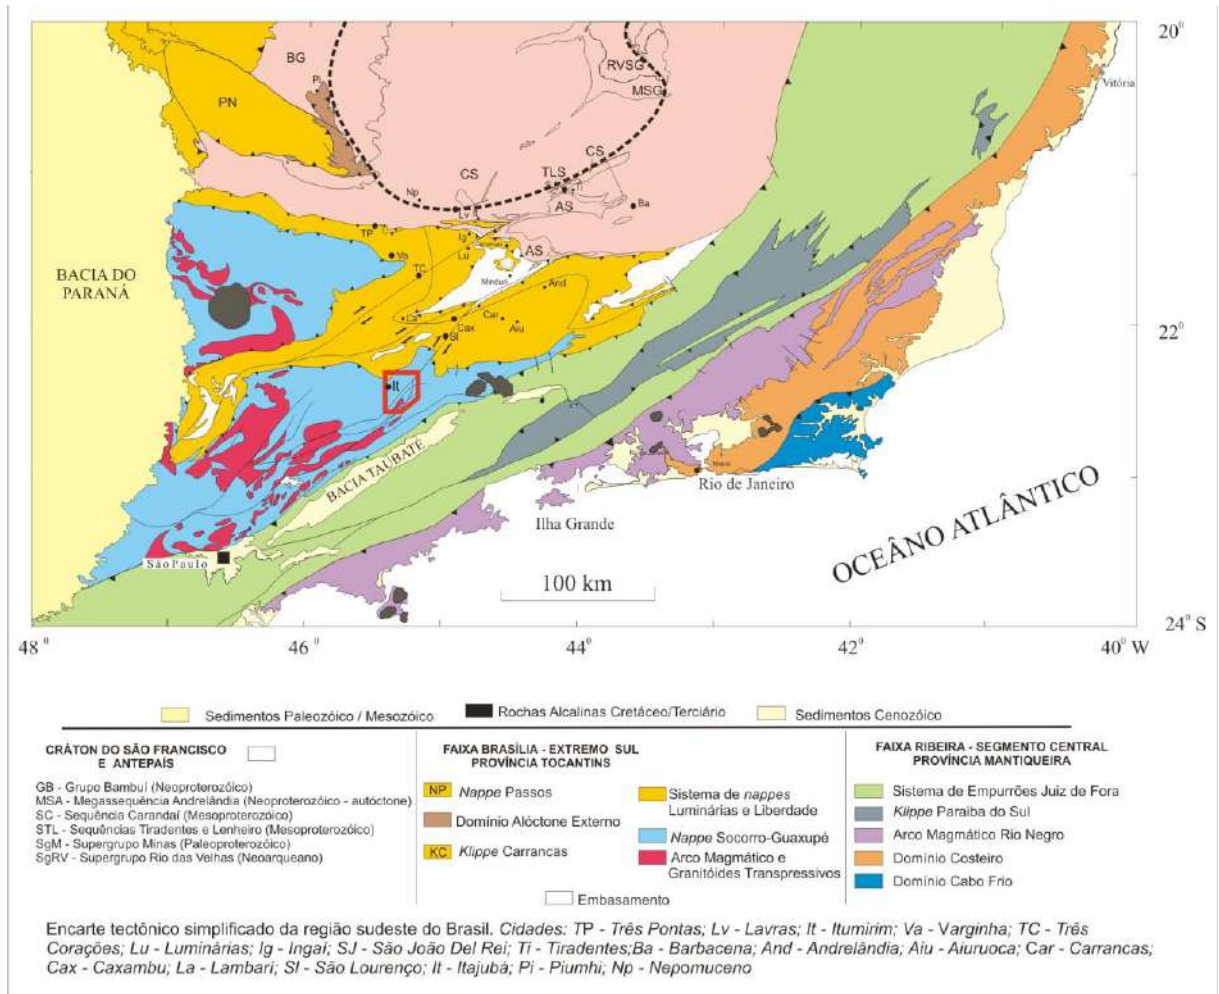 20°
BG
RVSG
MSG
Vitória
Pi
PN
CS
CS
TLS
Ti
Np
AS
Ba
Lv
TP
Ig
Va
Lu
AS
TC
BACIA DO
PARANÁ
Minduri
And
La
Car
Cax
Aiu
22°
SI
It
BACIA TAUBATÉ
Rio de Janeiro
Ilha Grande
OCEÂNO ATLÂNTICO
São Paulo
100 km
24° S
48°
46°
44°
42°
40° W
Sedimentos Paleozóico / Mesozóico
Rochas Alcalinas Cretáceo/Terciário
Sedimentos Cenozóico
CRÁTON DO SÃO FRANCISCO
E ANTEPAÍS
GB - Grupo Bambuí (Neoproterozóico)
MSA - Megassequência Andrelândia (Neoproterozóico - autóctone)
SC - Sequência Carandaí (Mesoproterozóico)
STL - Sequências Tiradentes e Lenheiro (Mesoproterozóico)
SgM - Supergrupo Minas (Paleoproterozóico)
SgRV - Supergrupo Rio das Velhas (Neoarqueano)
FAIXA BRASÍLIA - EXTREMO SUL
PROVÍNCIA TOCANTINS
NP Nappe Passos
Domínio Alóctone Externo
KC Klippe Carrancas
Sistema de nappes
Luminárias e Liberdade
Nappe Socorro-Guaxupé
Arco Magmático e
Granitóides Transpressivos
Embasamento
FAIXA RIBEIRA - SEGMENTO CENTRAL
PROVÍNCIA MANTIQUEIRA
Sistema de Empurrões Juiz de Fora
Klippe Paraiba do Sul
Arco Magmático Rio Negro
Domínio Costeiro
Domínio Cabo Frio
Encarte tectônico simplificado da região sudeste do Brasil. Cidades: TP - Três Pontas; Lv - Lavras; It - Itumirim; Va - Varginha; TC - Três
Corações; Lu - Luminárias; Ig - Ingaí; SJ - São João Del Rei; Ti - Tiradentes;Ba - Barbacena; And - Andrelândia; Aiu - Aiuruoca; Car - Carrancas;
Cax - Caxambu; La - Lambari; Sl - São Lourenço; It - Itajubá; Pi - Piumhi; Np - Nepomuceno